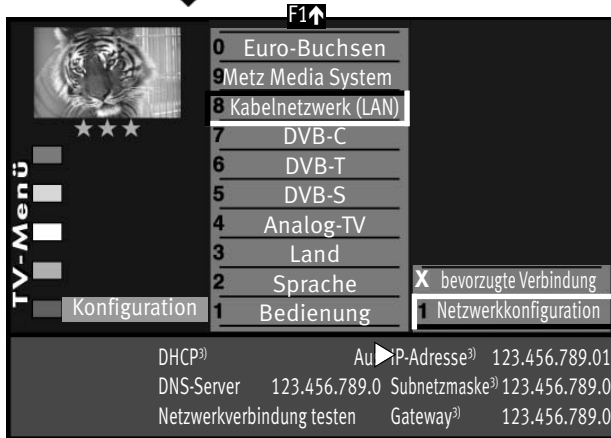 F1↑
0 Euro-Buchsen
9 Metz Media System
8 Kabelnetzwerk (LAN)
7 DVB-C
6 DVB-T
5 DVB-S
4 Analog-TV
3 Land
2 Sprache
1 Bedienung
TV-Menü
Konfiguration
X bevorzugte Verbindung
1 Netzwerkkonfiguration
DHCP³⁾ Au IP-Adresse³⁾ 123.456.789.01
DNS-Server 123.456.789.0 Subnetzmaske³⁾ 123.456.789.0
Netzwerkverbindung testen Gateway³⁾ 123.456.789.0